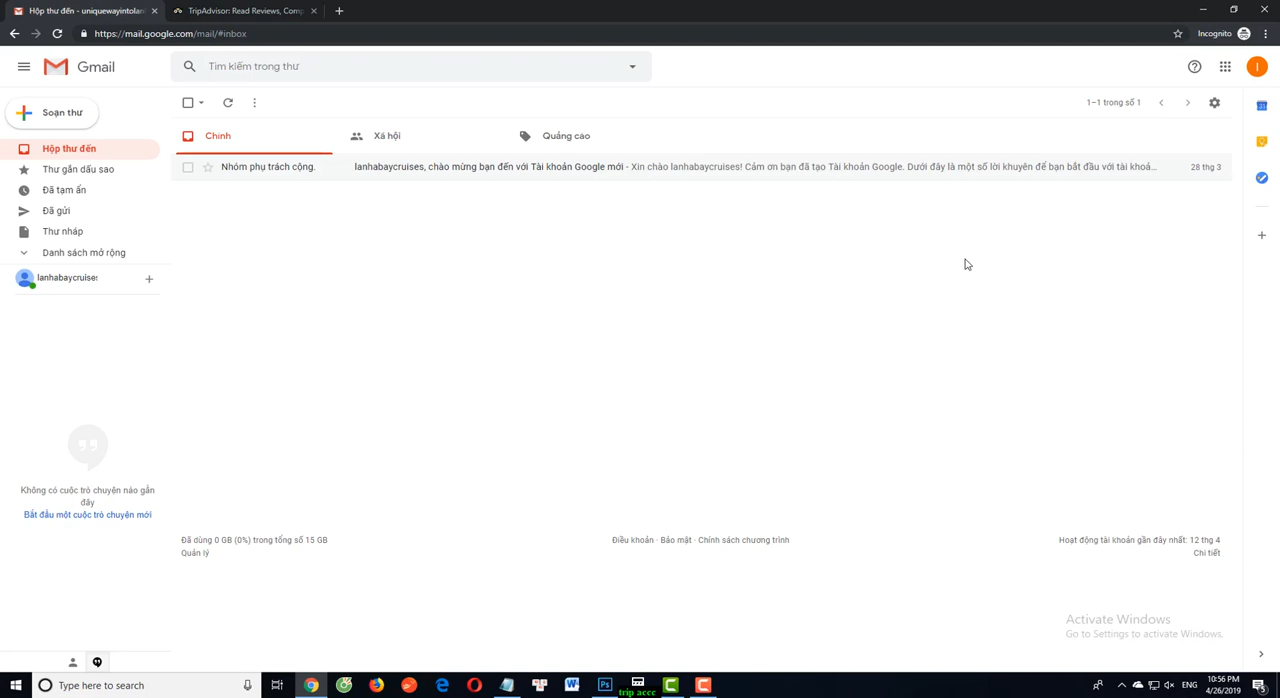 Hộp thư đến - uniquewayintolanh
TripAdvisor: Read Reviews, Comp
https://mail.google.com/mail/#inbox
Incognito
Gmail
Tìm kiếm trong thư
I
Soạn thư
1–1 trong số 1
31
Chính
Xã hội
Quảng cáo
Hộp thư đến
Nhóm phụ trách cộng.
lanhabaycruises, chào mừng bạn đến với Tài khoản Google mới - Xin chào lanhabaycruises! Cảm ơn bạn đã tạo Tài khoản Google. Dưới đây là một số lời khuyên để bạn bắt đầu với tài khoả...
28 thg 3
Thư gắn dấu sao
Đã tạm ẩn
Đã gửi
Thư nháp
Danh sách mở rộng
lanhabaycruises
Không có cuộc trò chuyện nào gần
đây
Bắt đầu một cuộc trò chuyện mới
Đã dùng 0 GB (0%) trong tổng số 15 GB
Quản lý
Điều khoản · Bảo mật · Chính sách chương trình
Hoạt động tài khoản gần đây nhất: 12 thg 4
Chi tiết
Activate Windows
Go to Settings to activate Windows.
Type here to search
Ps
trip accc
ENG
10:56 PM
4/26/2019